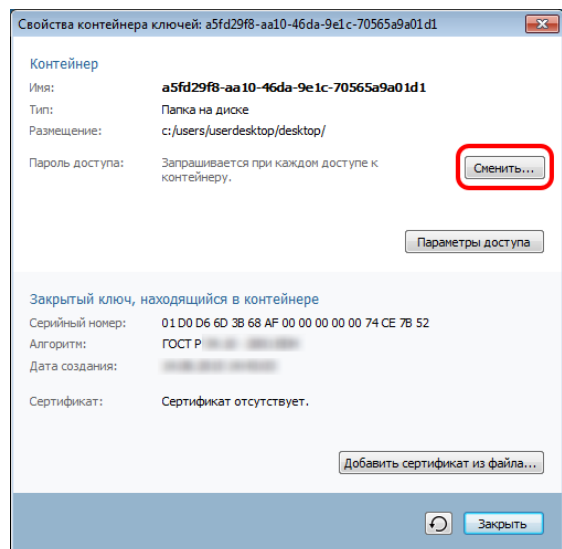 Свойства контейнера ключей: a5fd29f8-aa10-46da-9e1c-70565a9a01d1
Контейнер
Имя: a5fd29f8-aa10-46da-9e1c-70565a9a01d1
Тип: Папка на диске
Размещение: c:/users/userdesktop/desktop/
Пароль доступа: Запрашивается при каждом доступе к
контейнеру.
Сменить...
Параметры доступа
Закрытый ключ, находящийся в контейнере
Серийный номер: 01 D0 D6 6D 3B 68 AF 00 00 00 00 00 74 CE 7B 52
Алгоритм: ГОСТ Р
Дата создания:
Сертификат: Сертификат отсутствует.
Добавить сертификат из файла...
Закрыть